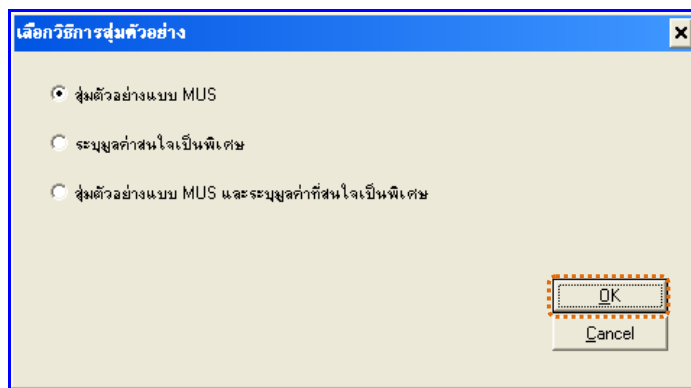 เลือกวิธีการสุ่มตัวอย่าง
สุ่มตัวอย่างแบบ MUS
ระบุมูลค่าสนใจเป็นพิเศษ
สุ่มตัวอย่างแบบ MUS และระบุมูลค่าที่สนใจเป็นพิเศษ
OK
Cancel